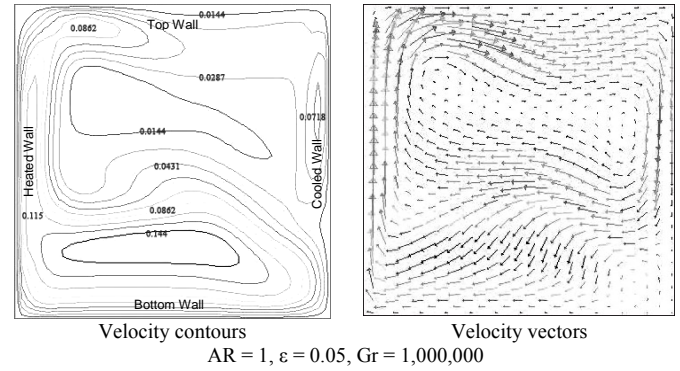 0.0144
Top Wall
0.0862
0.0287
0.0718
0.0144
Heated Wall
Cooled Wall
0.0431
0.115
0.0862
0.144
Bottom Wall
Velocity contours
Velocity vectors
AR = 1, ε = 0.05, Gr = 1,000,000